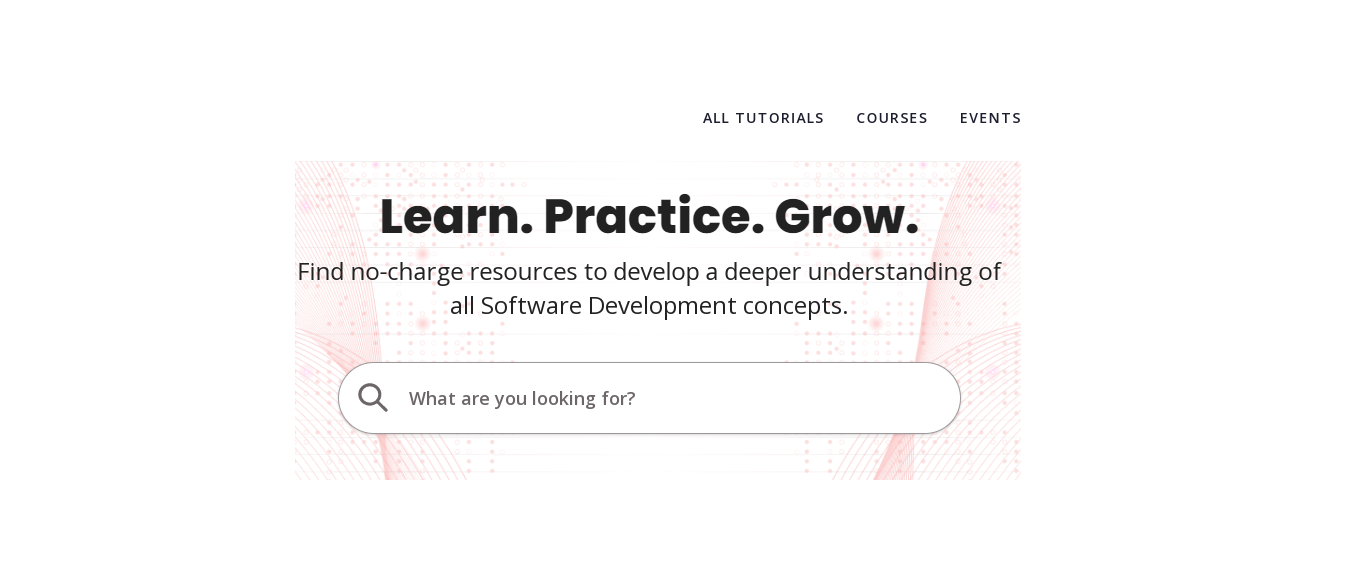 ALL TUTORIALS COURSES EVENTS
Learn. Practice. Grow.
Find no-charge resources to develop a deeper understanding of
all Software Development concepts.
What are you looking for?